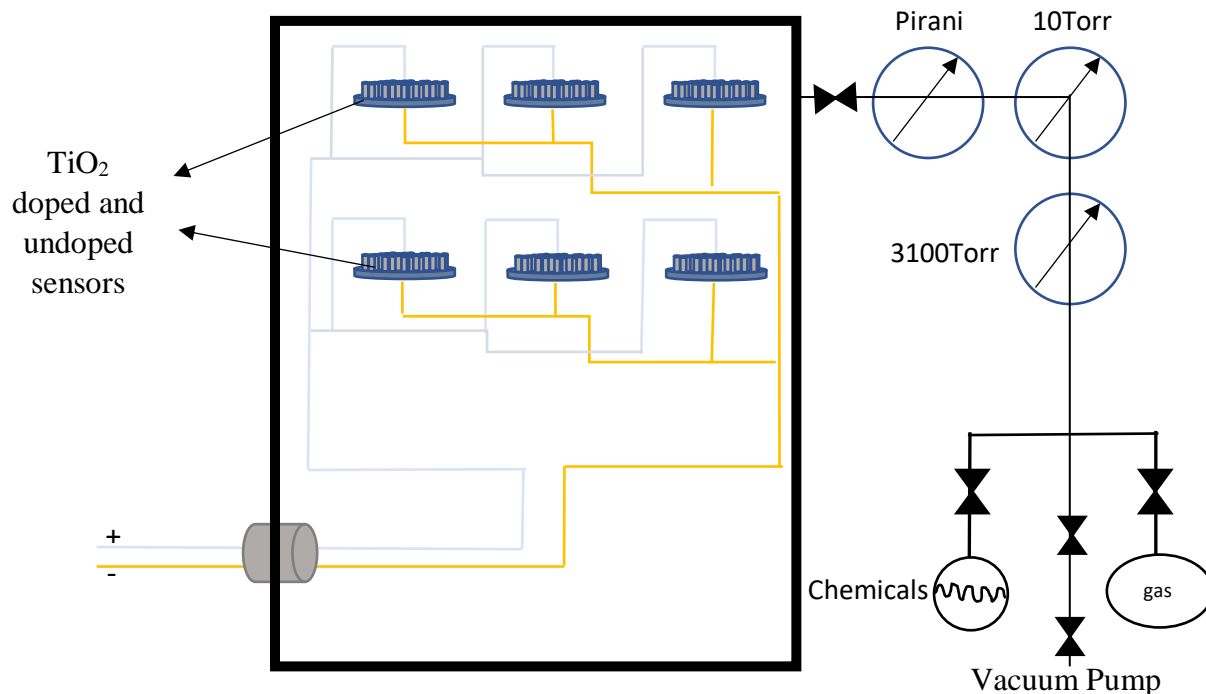 Pirani
10Torr
TiO₂
doped and
undoped
sensors
3100Torr
+
-
Chemicals
gas
Vacuum Pump